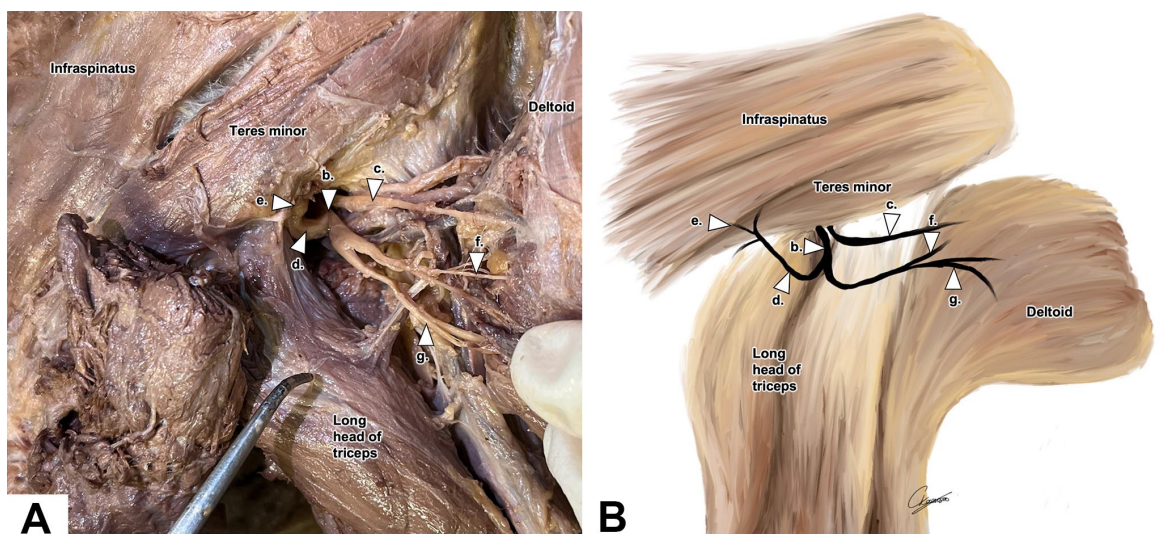 Infraspinatus
Deltoid
Teres minor
b.
c.
e.
d.
f.
g.
Long
head of
triceps
A
Infraspinatus
Teres minor
c.
e.
f.
b.
d.
g.
Deltoid
Long
head of
triceps
B